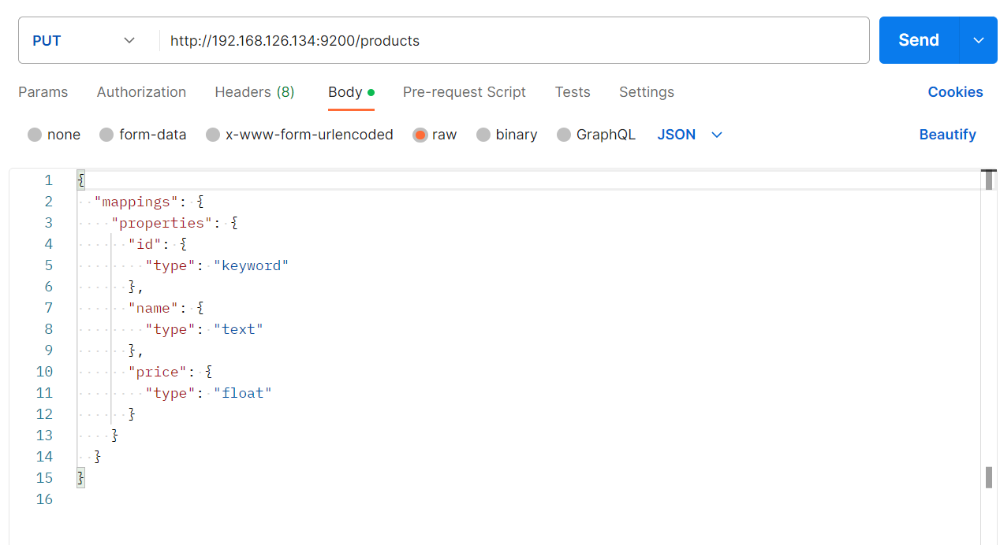 PUT http://192.168.126.134:9200/products Send
Params Authorization Headers (8) Body Pre-request Script Tests Settings Cookies
none form-data x-www-form-urlencoded raw binary GraphQL JSON Beautify
1 {
2   "mappings": {
3     "properties": {
4       "id": {
5         "type": "keyword"
6       },
7       "name": {
8         "type": "text"
9       },
10       "price": {
11         "type": "float"
12       }
13     }
14   }
15 }
16